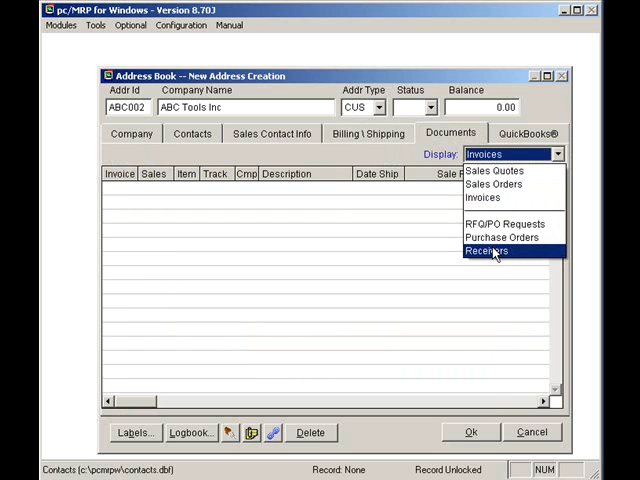 pc/MRP for Windows - Version 8.70J
Modules Tools Optional Configuration Manual
Address Book -- New Address Creation
Addr Id Company Name Addr Type Status Balance
ABC002 ABC Tools Inc CUS 0.00
Company Contacts Sales Contact Info Billing \ Shipping Documents QuickBooks®
Display: Invoices
Invoice Sales Item Track Cmp Description Date Ship Sale P
Sales Quotes
Sales Orders
Invoices
RFQ/PO Requests
Purchase Orders
Receivers
Labels... Logbook... Delete Ok Cancel
Contacts (c:\pcmrpw\contacts.dbf) Record: None Record Unlocked NUM